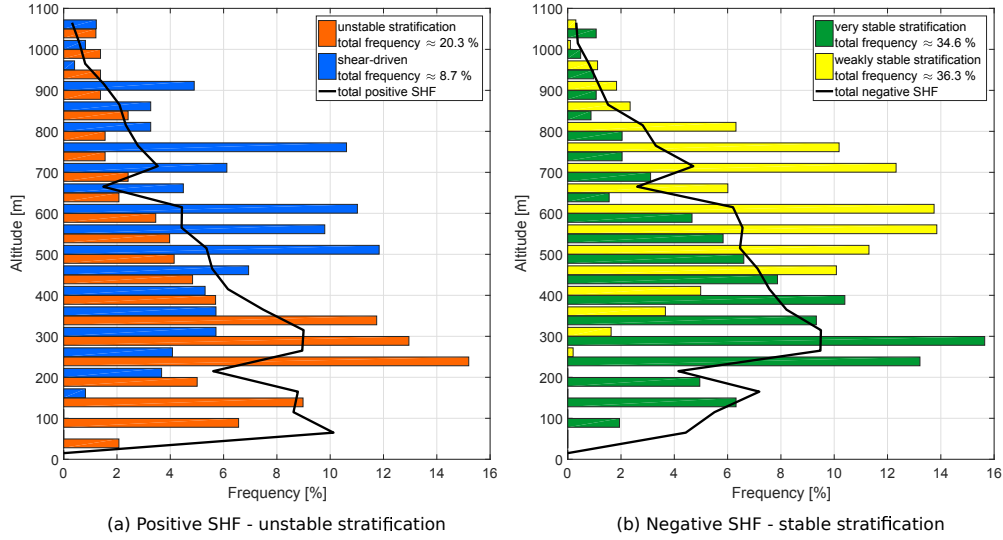 1100
1000
900
800
700
600
500
400
300
200
100
0
Altitude [m]
0 2 4 6 8 10 12 14 16
Frequency [%]
unstable stratification
total frequency ≈ 20.3 %
shear-driven
total frequency ≈ 8.7 %
total positive SHF
(a) Positive SHF - unstable stratification
1100
1000
900
800
700
600
500
400
300
200
100
0
Altitude [m]
0 2 4 6 8 10 12 14 16
Frequency [%]
very stable stratification
total frequency ≈ 34.6 %
weakly stable stratification
total frequency ≈ 36.3 %
total negative SHF
(b) Negative SHF - stable stratification